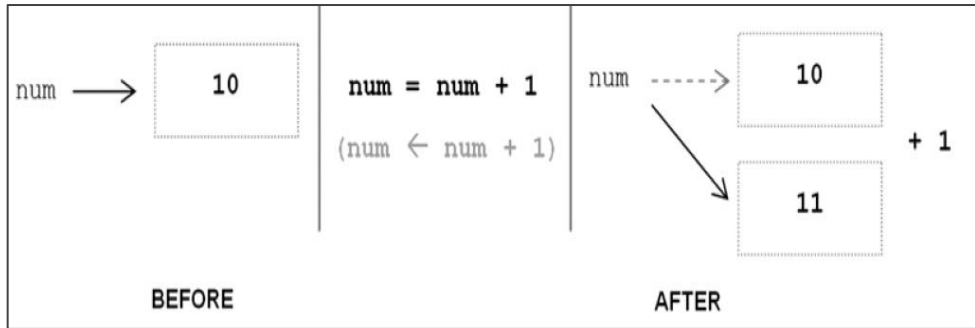 num
10
num = num + 1
(num ← num + 1)
num
10
+ 1
11
BEFORE
AFTER